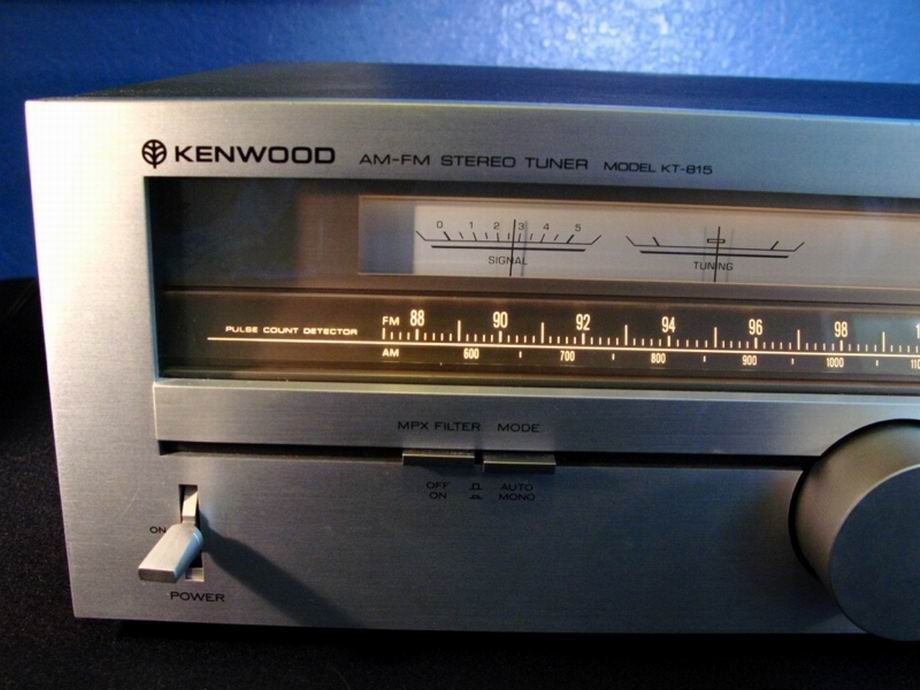 KENWOOD AM-FM STEREO TUNER MODEL KT-815
0 1 2 3 4 5
SIGNAL TUNING
FM 88 90 92 94 96 98
PULSE COUNT DETECTOR
AM 600 700 800 900 1000
MPX FILTER MODE
OFF AUTO
ON MONO
ON
POWER